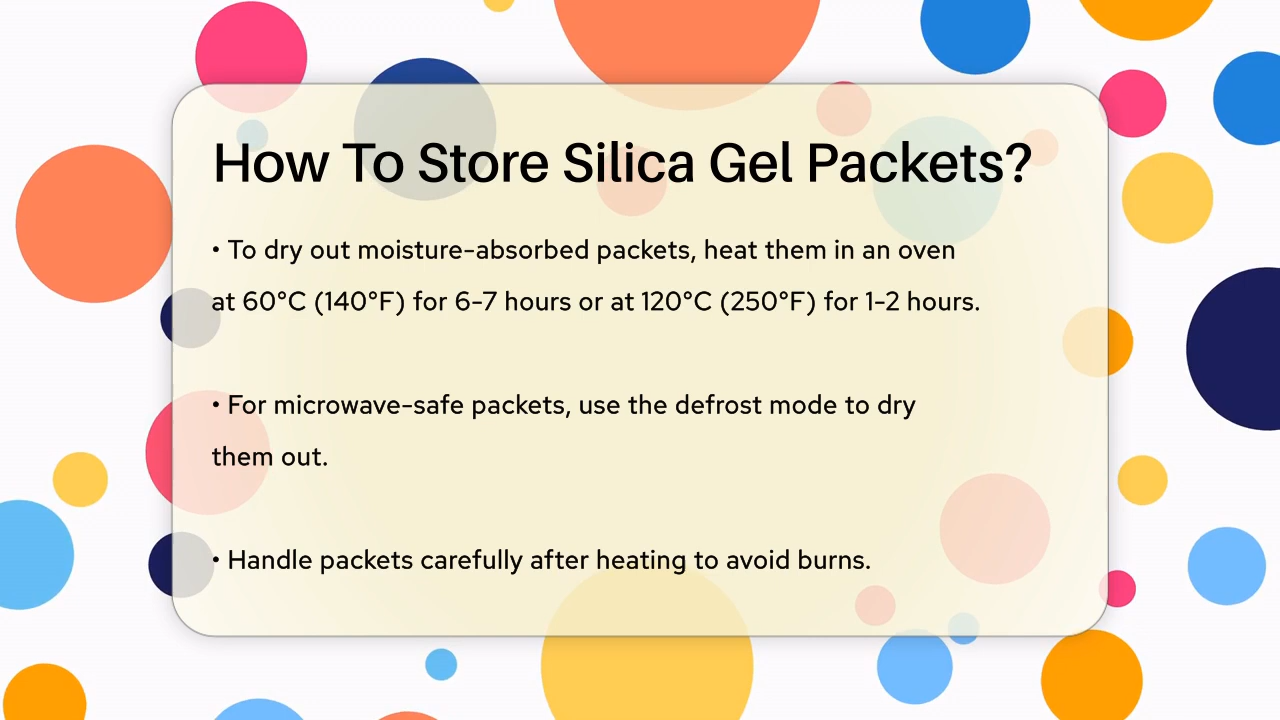 How To Store Silica Gel Packets?
• To dry out moisture-absorbed packets, heat them in an oven
at 60°C (140°F) for 6-7 hours or at 120°C (250°F) for 1-2 hours.
• For microwave-safe packets, use the defrost mode to dry
them out.
• Handle packets carefully after heating to avoid burns.